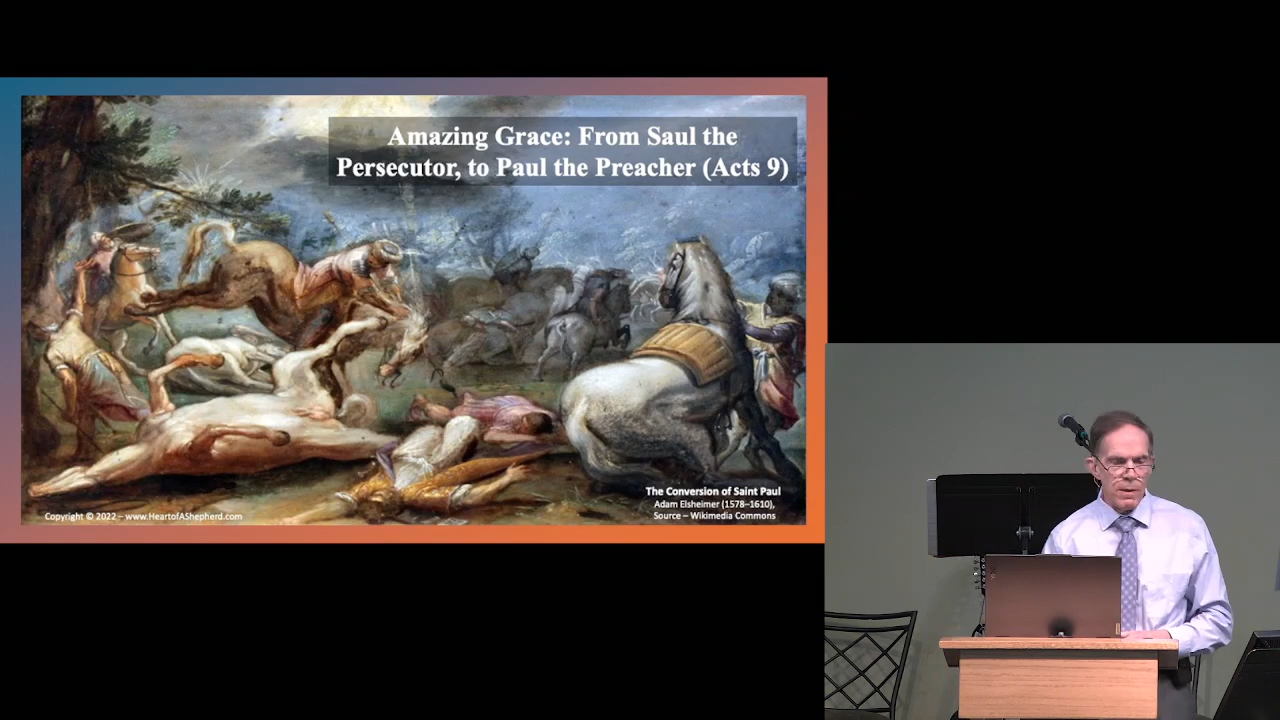 Amazing Grace: From Saul the
Persecutor, to Paul the Preacher (Acts 9)
The Conversion of Saint Paul
Adam Elsheimer (1578–1610),
Source – Wikimedia Commons
Copyright © 2022 – www.HeartofAShepherd.com